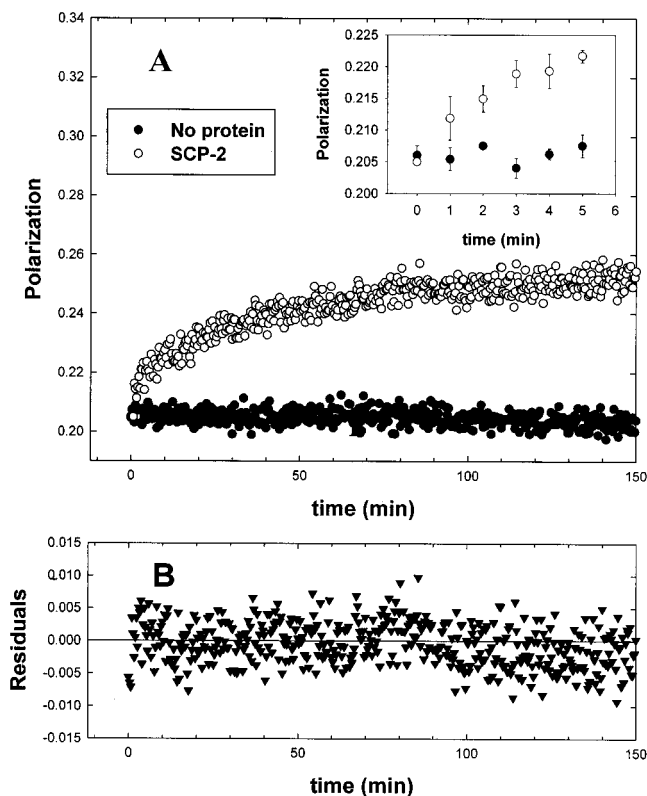 A
No protein
SCP-2
Polarization
0.34
0.32
0.30
0.28
0.26
0.24
0.22
0.20
0 50 100 150
time (min)
Polarization
0.225
0.220
0.215
0.210
0.205
0.200
0 1 2 3 4 5 6
time (min)
B
Residuals
0.015
0.010
0.005
0.000
-0.005
-0.010
-0.015
0 50 100 150
time (min)